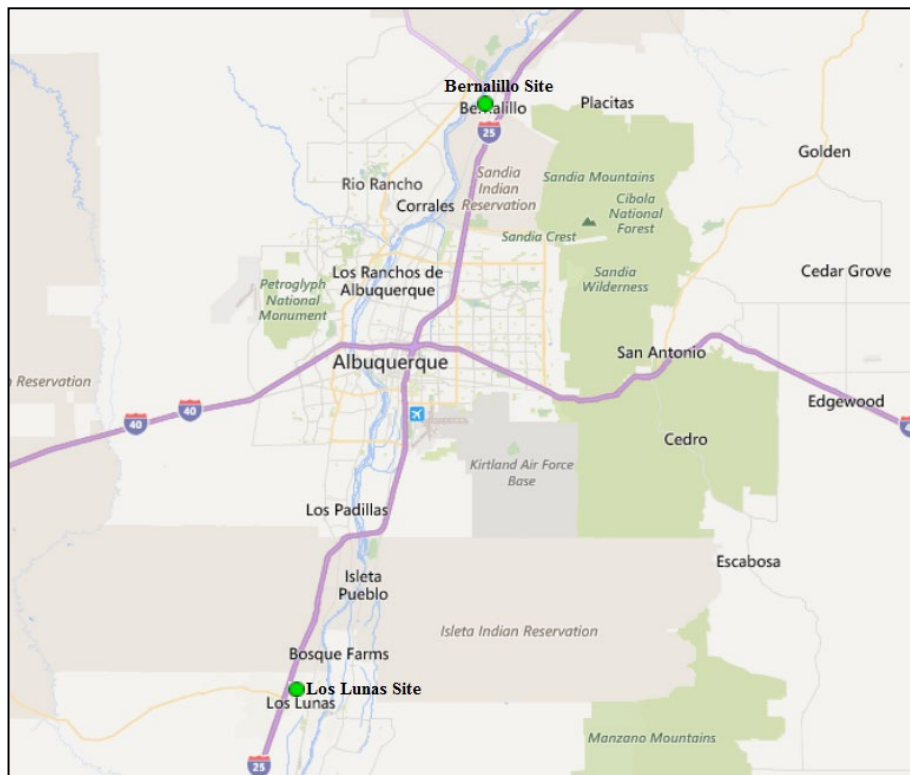 Bernalillo Site
Bernalillo
Placitas
25
Golden
Sandia
Indian
Reservation
Sandia Mountains
Cibola
National
Forest
Rio Rancho
Corrales
Sandia Crest
Los Ranchos de
Albuquerque
Petroglyph
National
Monument
Sandia
Wilderness
Cedar Grove
San Antonio
Albuquerque
Reservation
40
40
Edgewood
Cedro
Kirtland Air Force
Base
Los Padillas
Escabosa
Isleta
Pueblo
Isleta Indian Reservation
Bosque Farms
Los Lunas Site
Los Lunas
Manzano Mountains
25